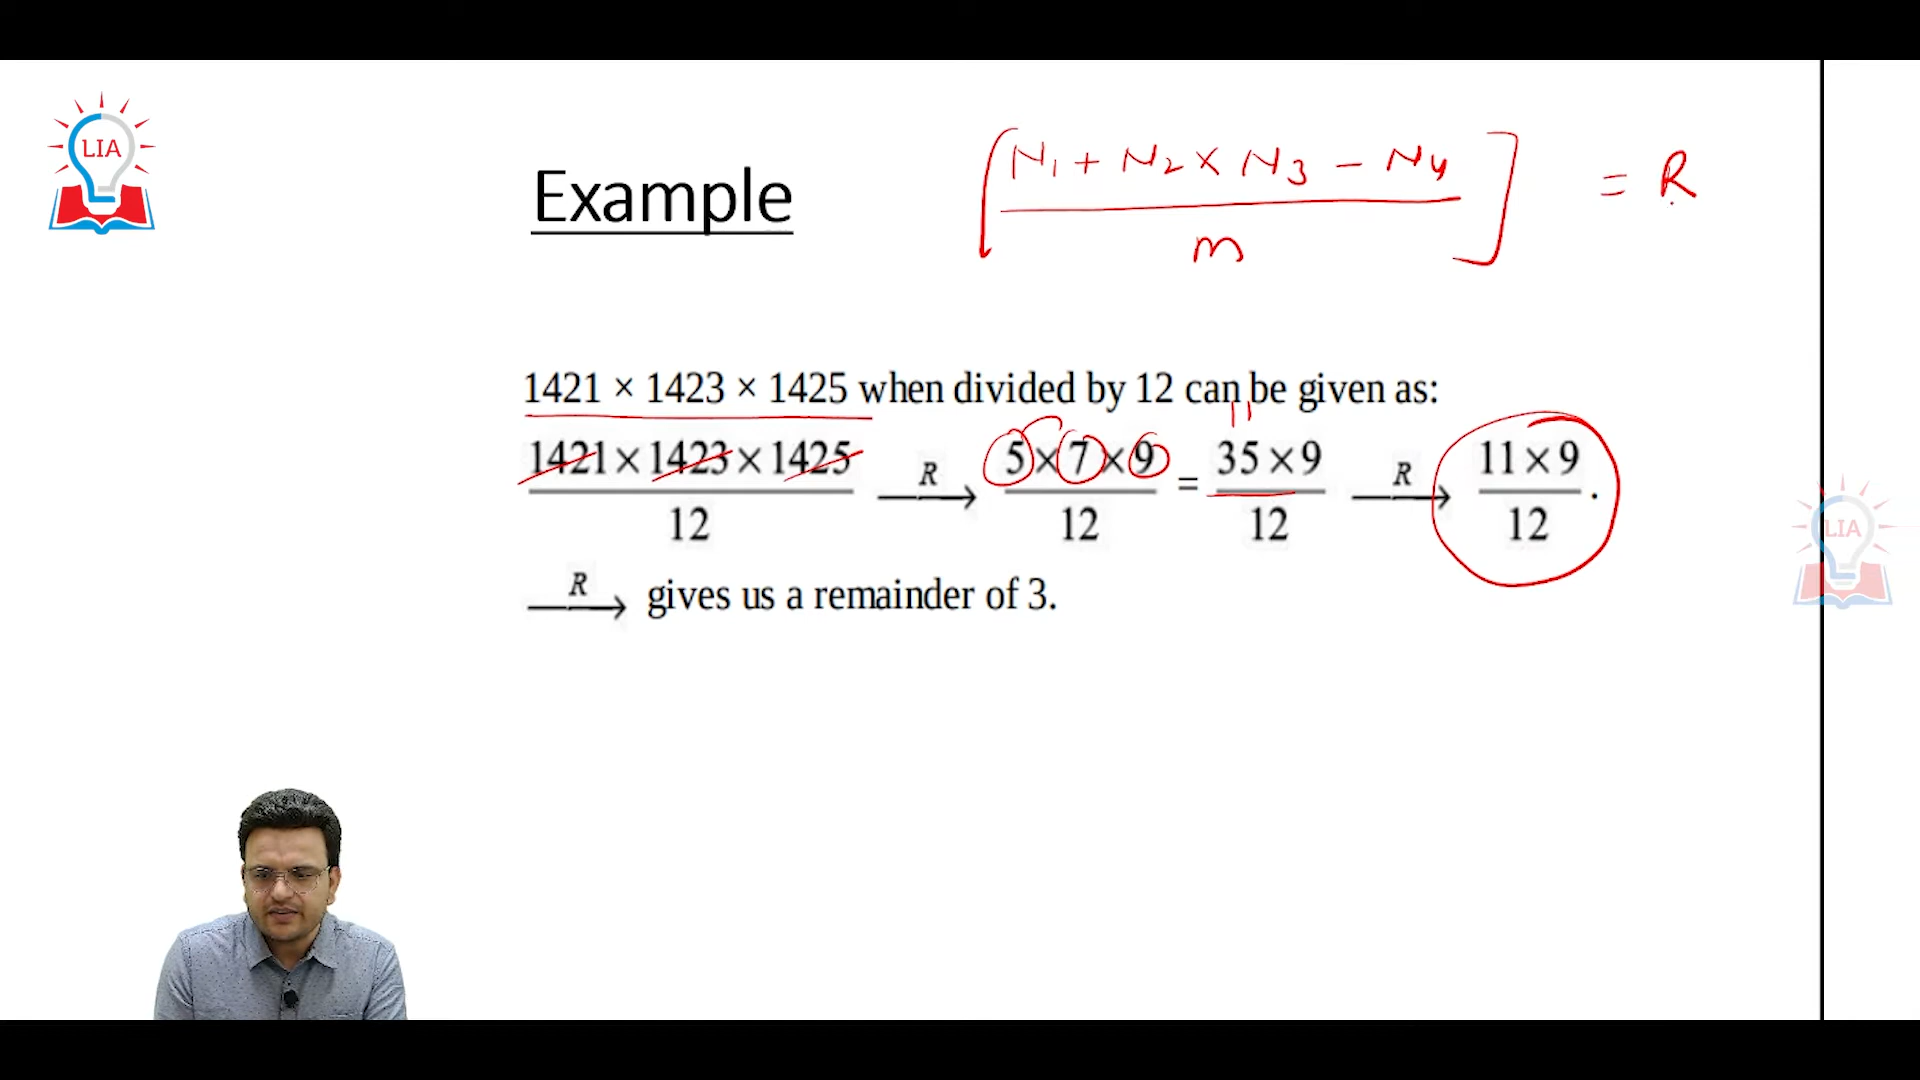 LIA
Example
[N1 + N2 × N3 – N4 / m] = R
1421 × 1423 × 1425 when divided by 12 can be given as:
11
1421×1423×1425 / 12 —R→ 5×7×9 / 12 = 35×9 / 12 —R→ 11×9 / 12 .
—R→ gives us a remainder of 3.
LIA